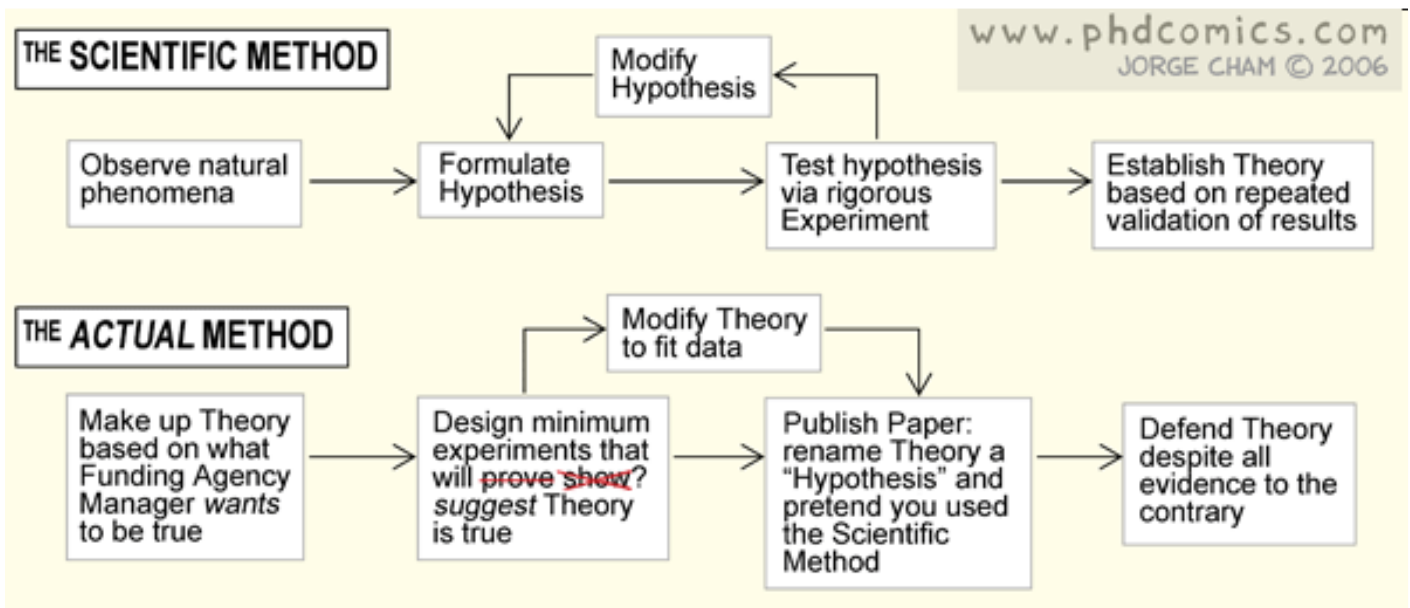 THE SCIENTIFIC METHOD
www.phdcomics.com
JORGE CHAM © 2006
Modify
Hypothesis
Observe natural
phenomena
Formulate
Hypothesis
Test hypothesis
via rigorous
Experiment
Establish Theory
based on repeated
validation of results
THE ACTUAL METHOD
Modify Theory
to fit data
Make up Theory
based on what
Funding Agency
Manager wants
to be true
Design minimum
experiments that
will prove show?
suggest Theory
is true
Publish Paper:
rename Theory a
“Hypothesis” and
pretend you used
the Scientific
Method
Defend Theory
despite all
evidence to the
contrary